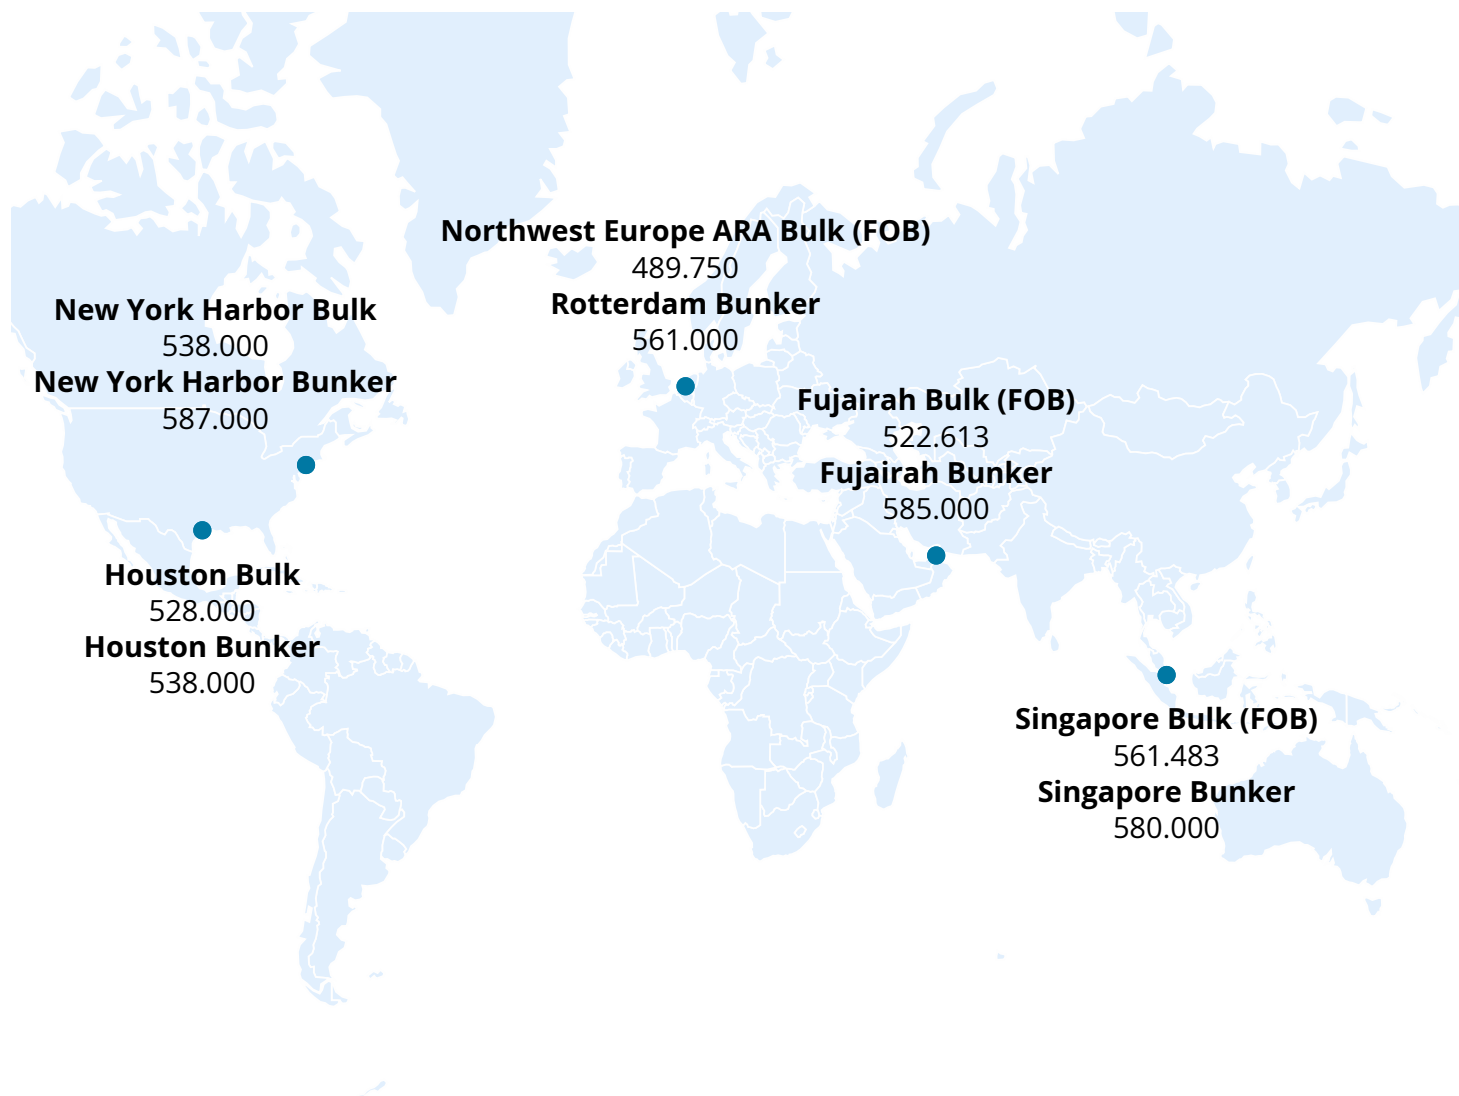 Northwest Europe ARA Bulk (FOB)
489.750
Rotterdam Bunker
561.000
New York Harbor Bulk
538.000
New York Harbor Bunker
587.000
Fujairah Bulk (FOB)
522.613
Fujairah Bunker
585.000
Houston Bulk
528.000
Houston Bunker
538.000
Singapore Bulk (FOB)
561.483
Singapore Bunker
580.000